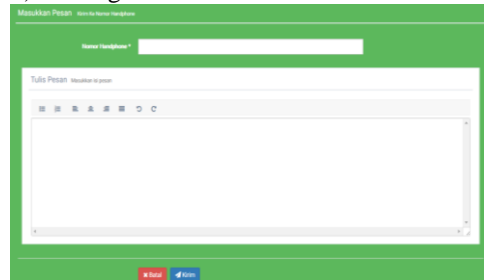 Masukkan Pesan Kirim Ke Nomor Handphone
Nomor Handphone *
Tulis Pesan Masukkan isi pesan
Batal Kirim